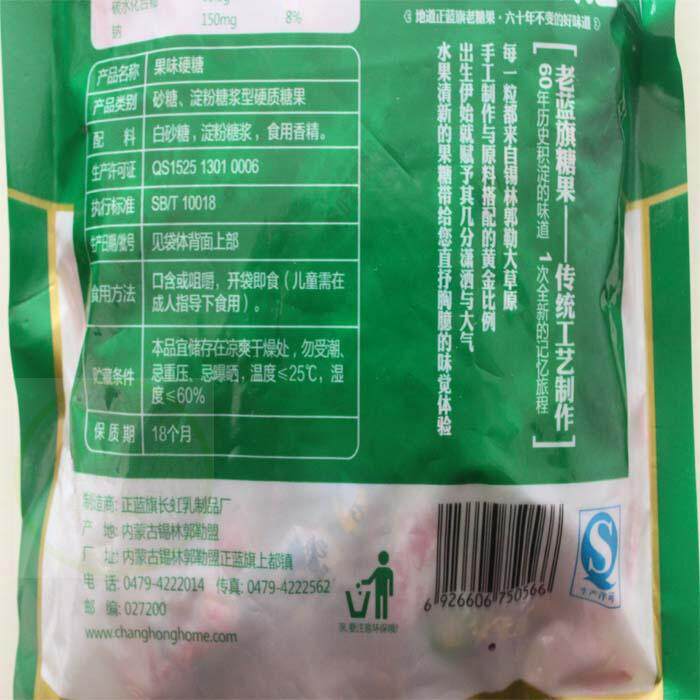 钠 150mg 8%
《 地道正蓝旗老糖果·六十年不变的好味道 》
产品名称 果味硬糖
产品类别 砂糖、淀粉糖浆型硬质糖果
配 料 白砂糖,淀粉糖浆,食用香精。
生产许可证 QS1525 1301 0006
执行标准 SB/T 10018
生产日期/批号 见袋体背面上部
食用方法 口含或咀嚼,开袋即食(儿童需在
成人指导下食用)。
贮藏条件 本品宜储存在凉爽干燥处,勿受潮、
忌重压、忌曝晒,温度≤25℃,湿
度≤60%
保 质 期 18个月
[老蓝旗糖果——传统工艺制作]
60年历史积淀的味道 1次全新的记忆旅程
每一粒都来自锡林郭勒大草原
手工制作与原料搭配的黄金比例
出生伊始就赋予其几分潇洒与大气
水果清新的果糖带给您直抒胸臆的味觉体验
制造商: 正蓝旗长虹乳制品厂
产 地: 内蒙古锡林郭勒盟
厂 址: 内蒙古锡林郭勒盟正蓝旗上都镇
电 话: 0479-4222014 传真: 0479-4222562
邮 编: 027200
www.changhonghome.com
亲,要注意环保哦!
6 926606 750566
生产许可